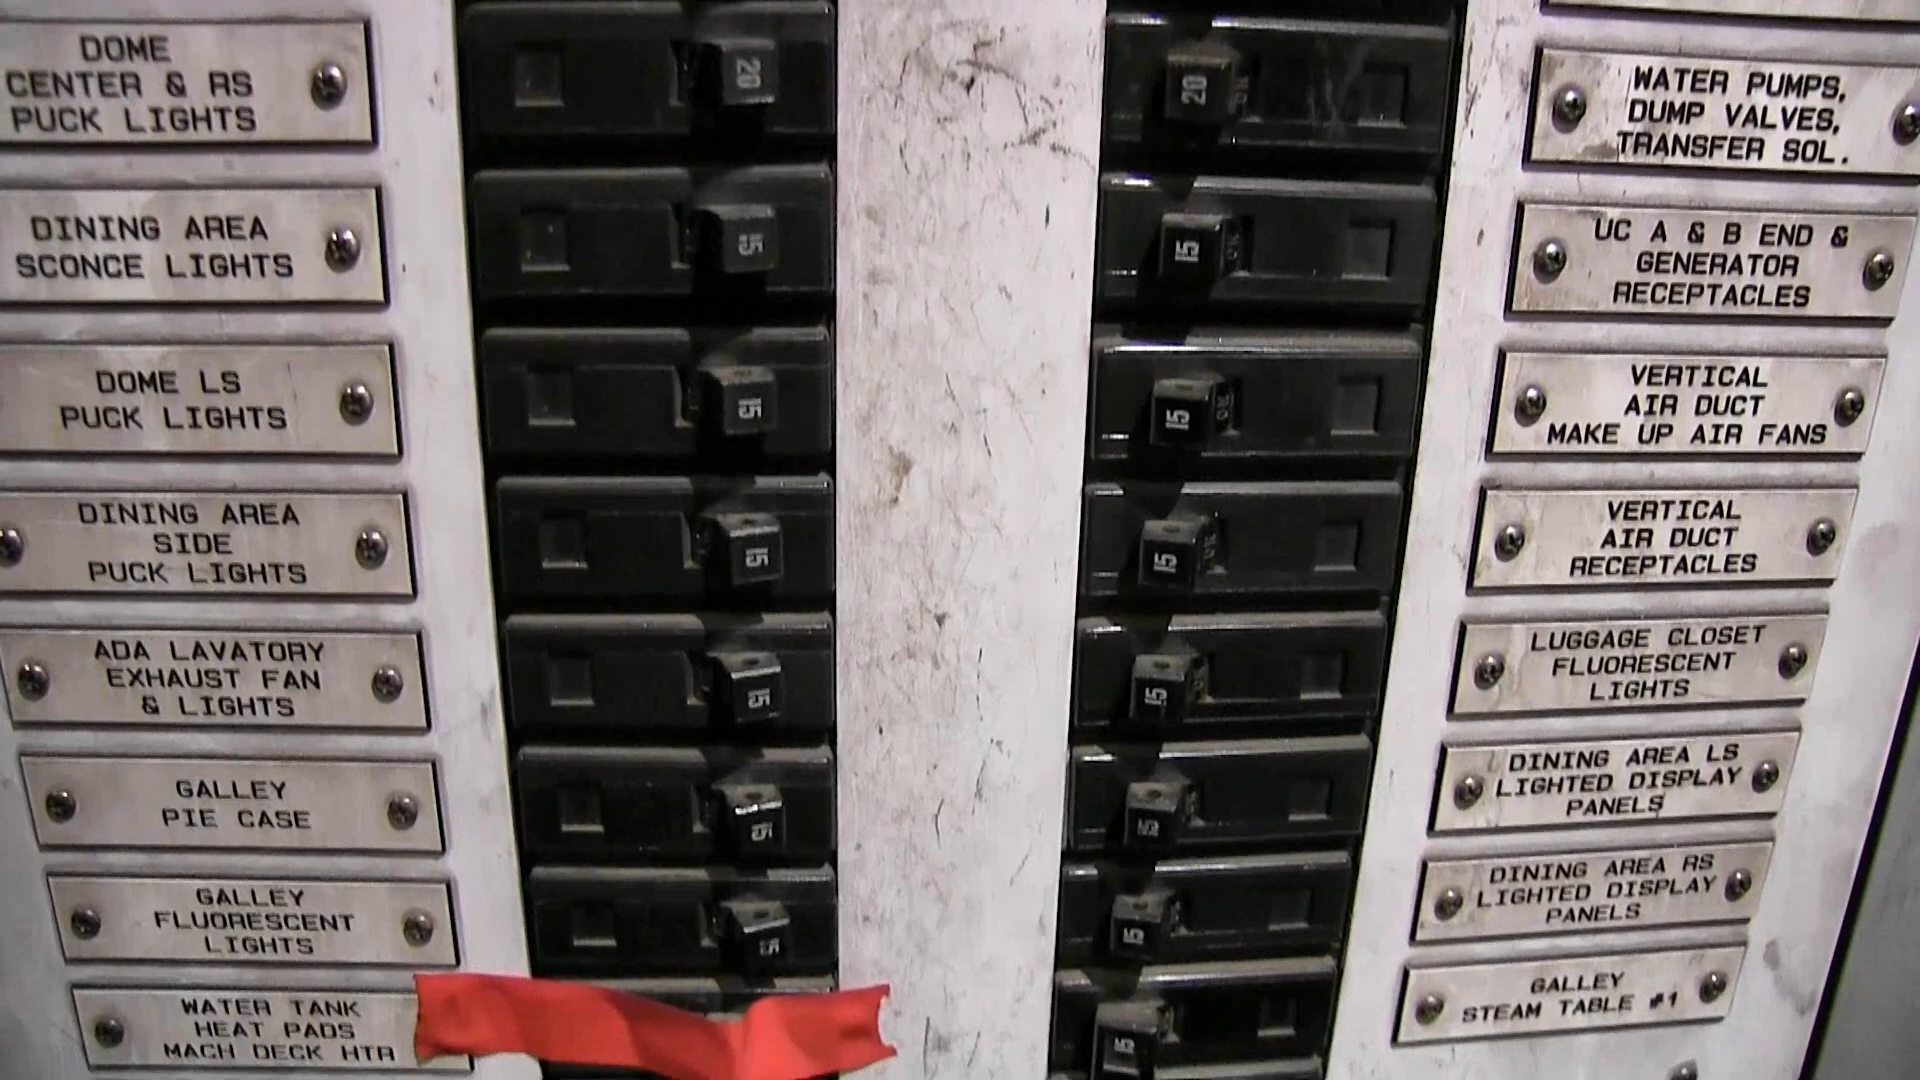 DOME
CENTER & RS
PUCK LIGHTS
DINING AREA
SCONCE LIGHTS
DOME LS
PUCK LIGHTS
DINING AREA
SIDE
PUCK LIGHTS
ADA LAVATORY
EXHAUST FAN
& LIGHTS
GALLEY
PIE CASE
GALLEY
FLUORESCENT
LIGHTS
WATER TANK
HEAT PADS
MACH DECK HTR
20
15
15
15
15
15
15
20
15
15
15
15
15
15
15
WATER PUMPS,
DUMP VALVES,
TRANSFER SOL.
UC A & B END &
GENERATOR
RECEPTACLES
VERTICAL
AIR DUCT
MAKE UP AIR FANS
VERTICAL
AIR DUCT
RECEPTACLES
LUGGAGE CLOSET
FLUORESCENT
LIGHTS
DINING AREA LS
LIGHTED DISPLAY
PANELS
DINING AREA RS
LIGHTED DISPLAY
PANELS
GALLEY
STEAM TABLE #1